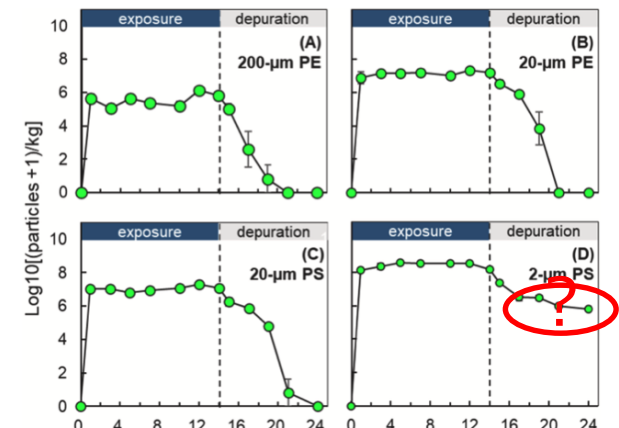 exposure depuration
(A)
200-µm PE
exposure depuration
(B)
20-µm PE
exposure depuration
(C)
20-µm PS
exposure depuration
(D)
2-µm PS
?
Log10[(particles +1)/kg]
10
8
6
4
2
0
10
8
6
4
2
0
0 4 8 12 16 20 24
0 4 8 12 16 20 24